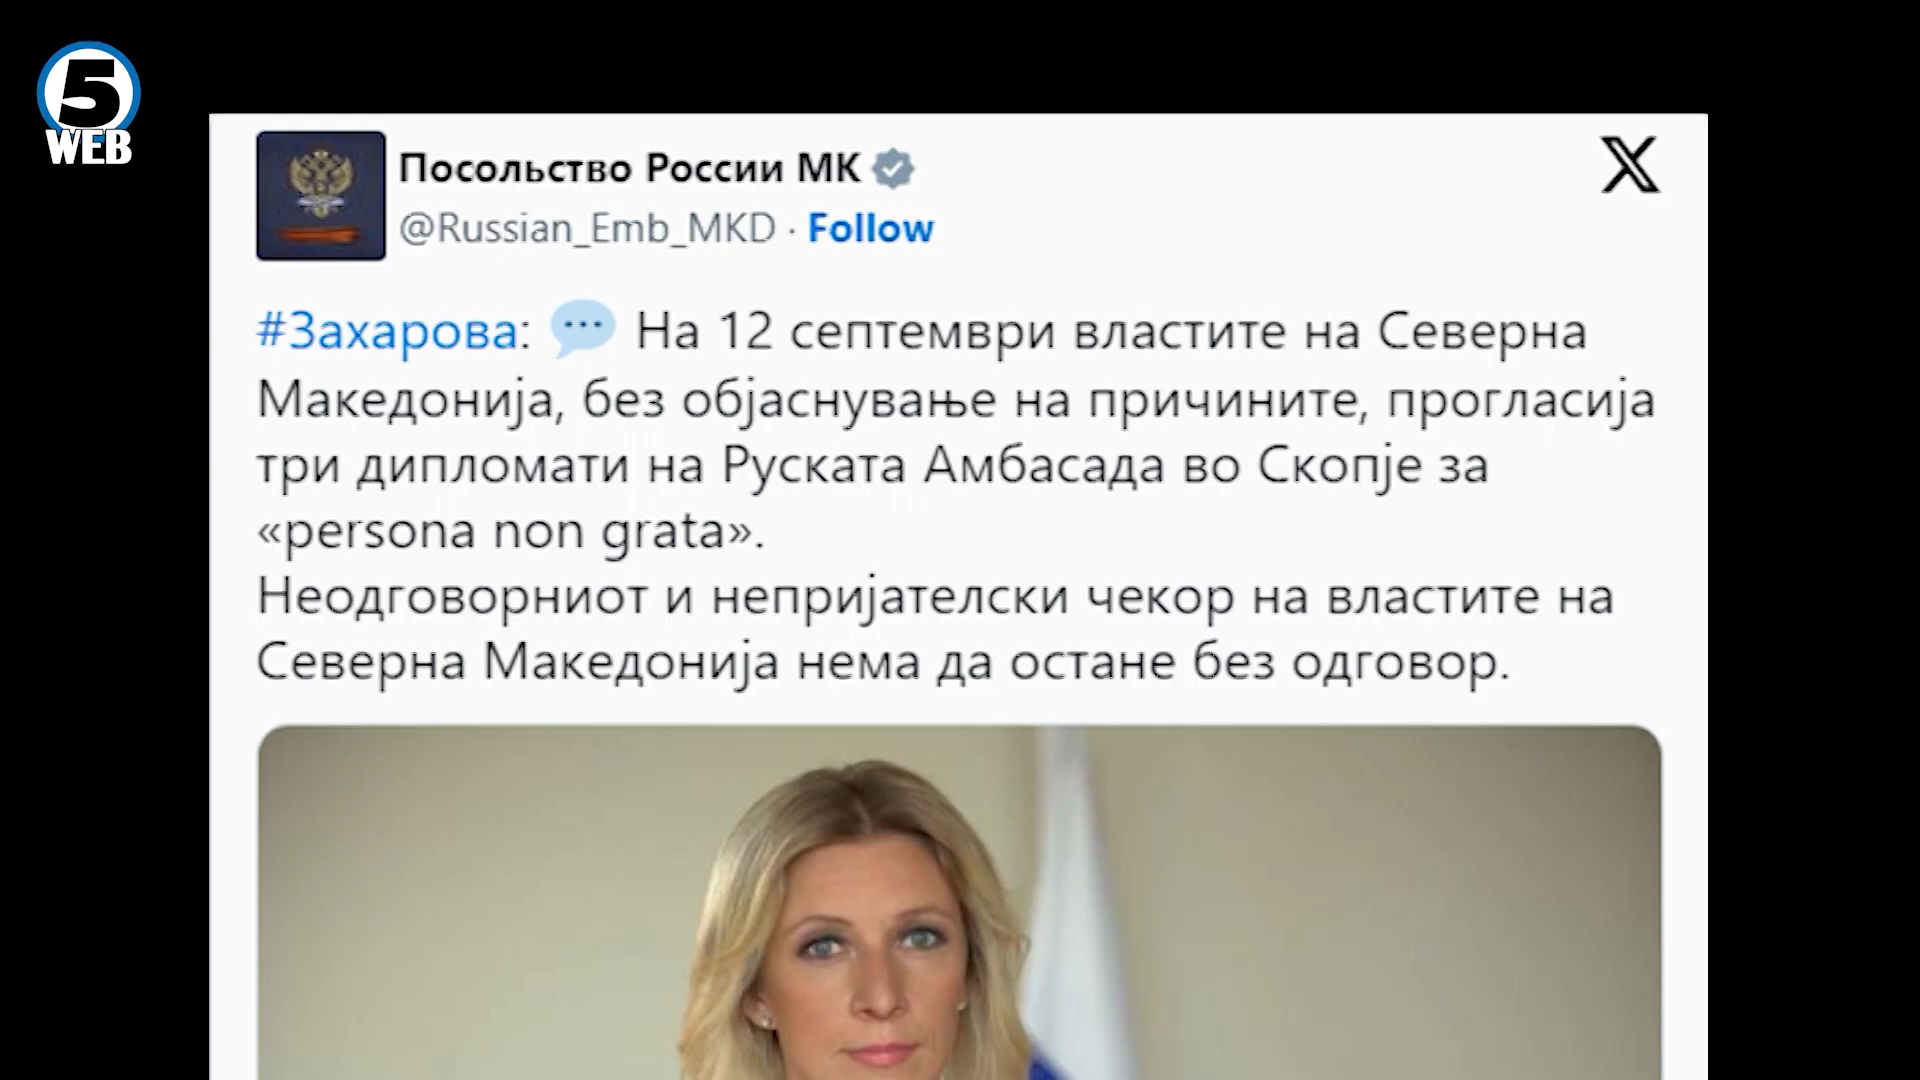 5
WEB
Посольство России МК
@Russian_Emb_MKD · Follow
#Захарова: 💬 На 12 септември властите на Северна
Македонија, без објаснување на причините, прогласија
три дипломати на Руската Амбасада во Скопје за
«persona non grata».
Неодговорниот и непријателски чекор на властите на
Северна Македонија нема да остане без одговор.